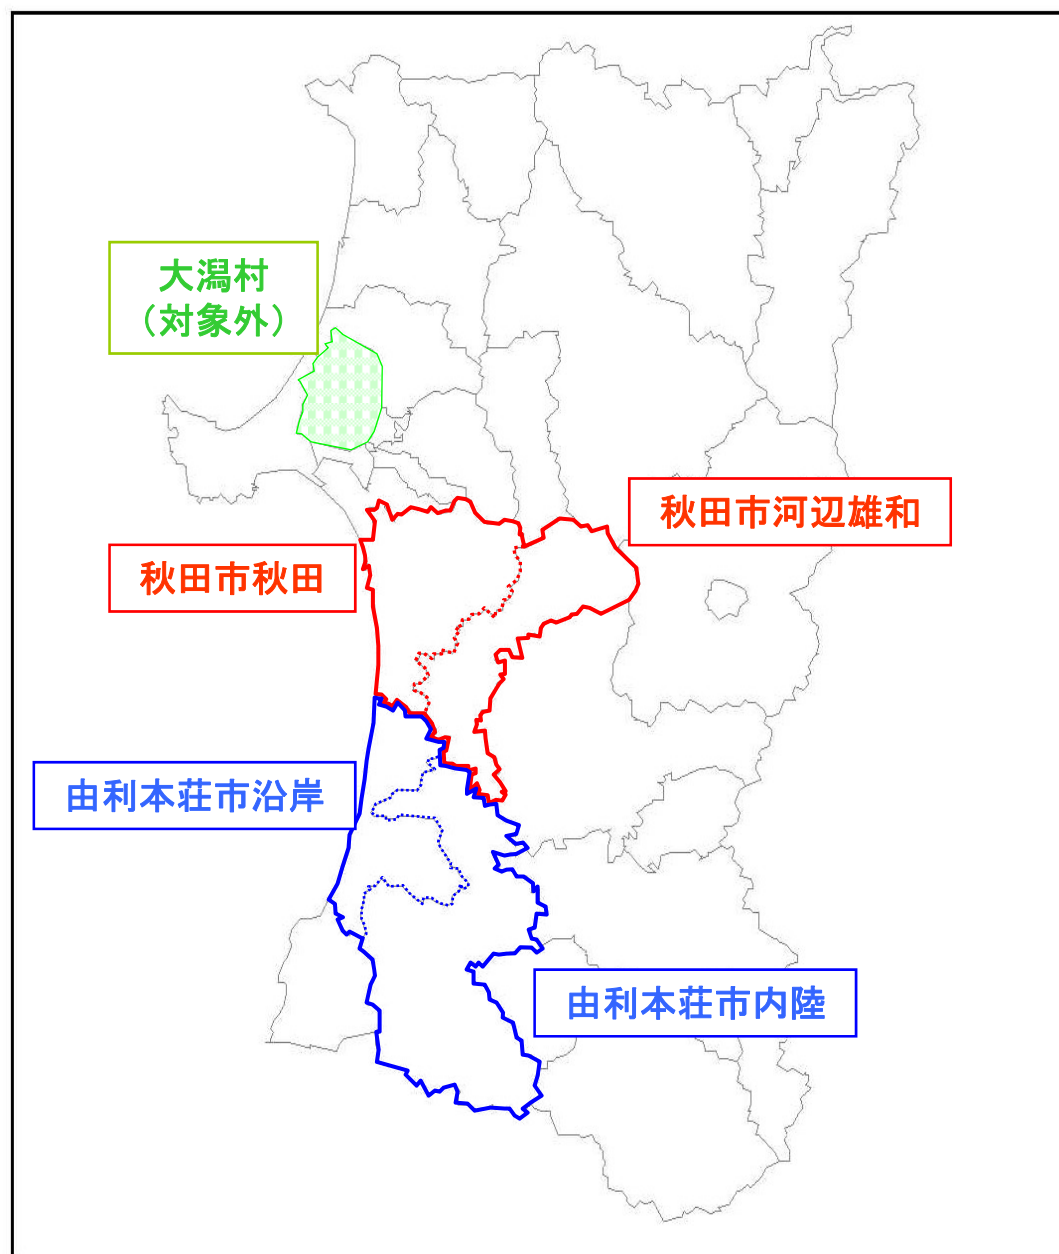 大潟村
（対象外）
秋田市河辺雄和
秋田市秋田
由利本荘市沿岸
由利本荘市内陸